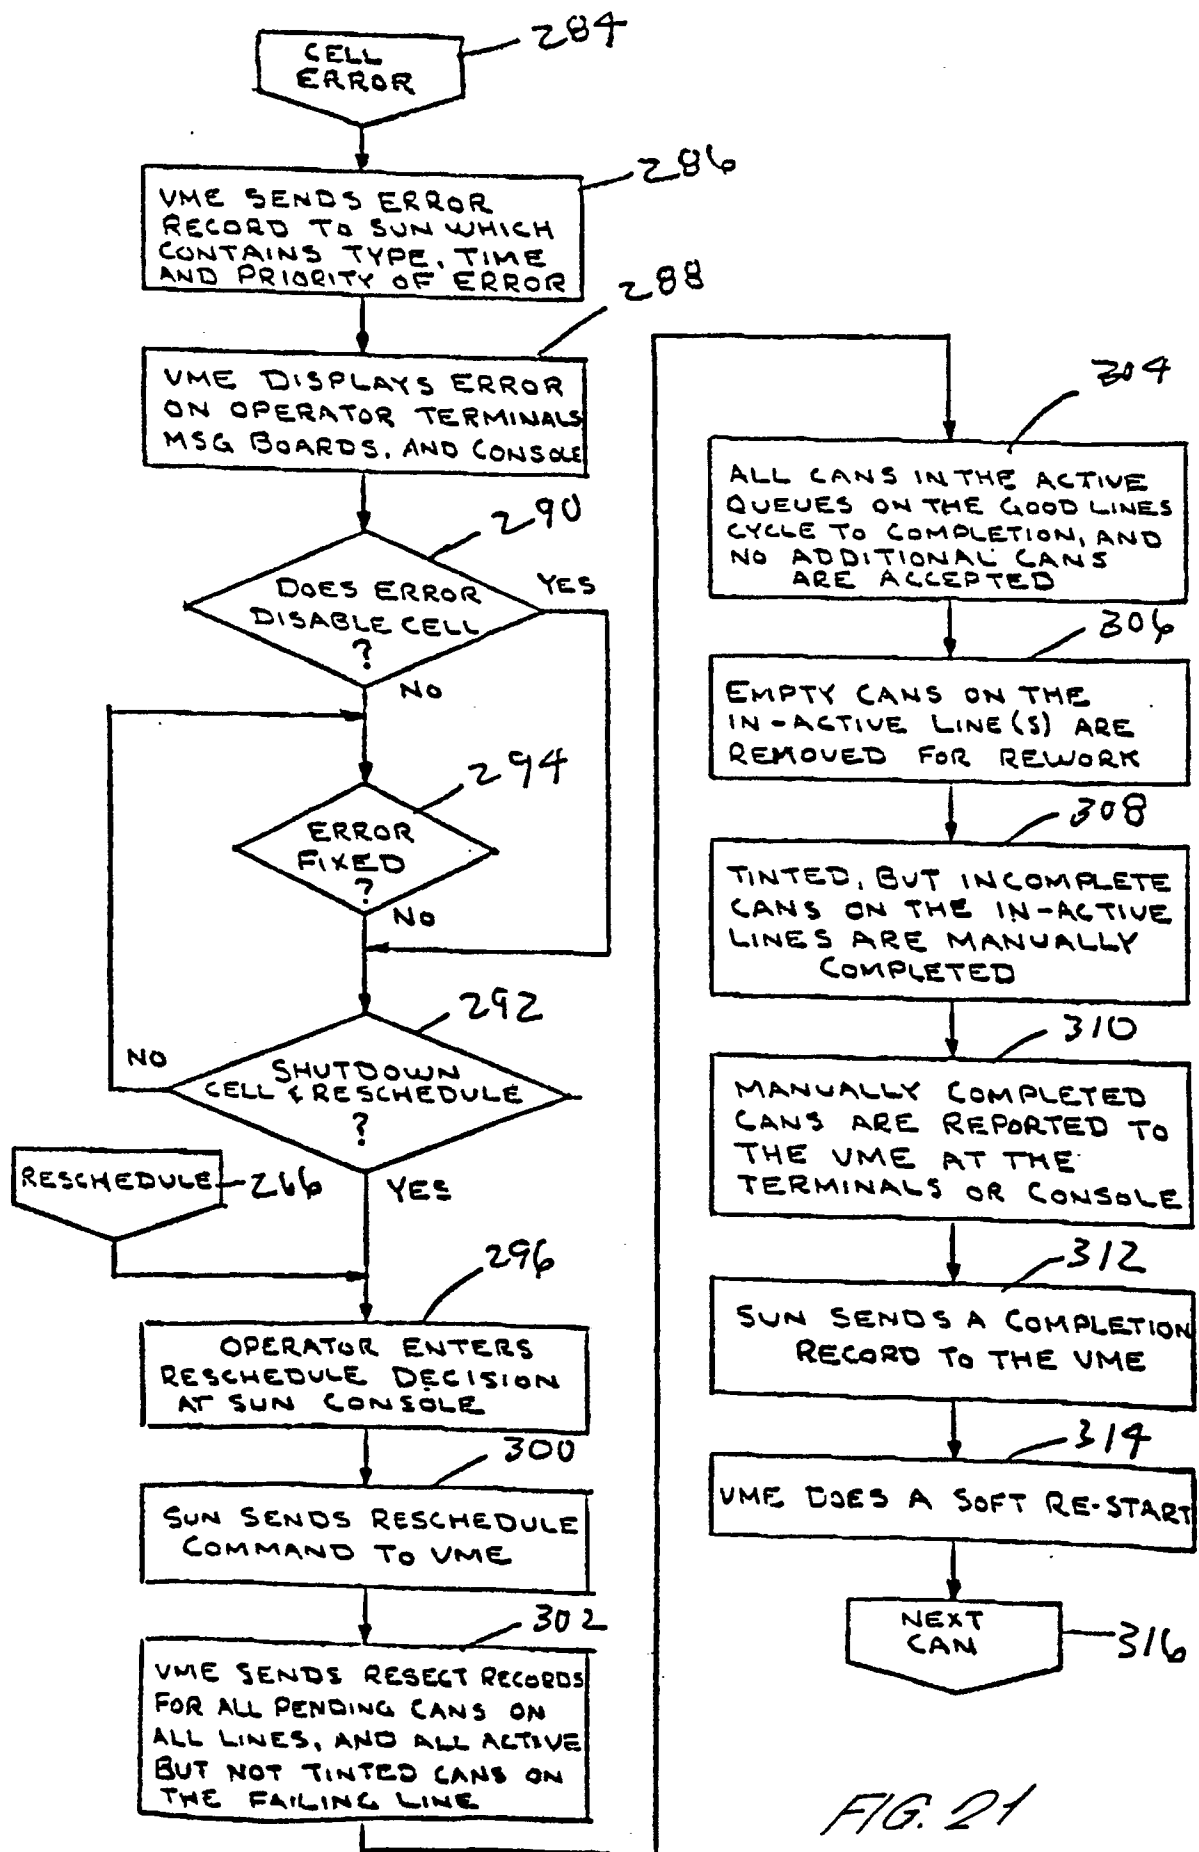 284
CELL
ERROR
286
VME SENDS ERROR
RECORD TO SUN WHICH
CONTAINS TYPE, TIME
AND PRIORITY OF ERROR
288
VME DISPLAYS ERROR
ON OPERATOR TERMINALS
MSG BOARDS, AND CONSOLE
290
DOES ERROR
DISABLE CELL
?
YES
NO
294
ERROR
FIXED
?
NO
292
SHUTDOWN
CELL & RESCHEDULE
?
NO
YES
RESCHEDULE
266
296
OPERATOR ENTERS
RESCHEDULE DECISION
AT SUN CONSOLE
300
SUN SENDS RESCHEDULE
COMMAND TO VME
302
VME SENDS RESECT RECORDS
FOR ALL PENDING CANS ON
ALL LINES, AND ALL ACTIVE
BUT NOT TINTED CANS ON
THE FAILING LINE
304
ALL CANS IN THE ACTIVE
QUEUES ON THE GOOD LINES
CYCLE TO COMPLETION, AND
NO ADDITIONAL CANS
ARE ACCEPTED
306
EMPTY CANS ON THE
IN-ACTIVE LINE(S) ARE
REMOVED FOR REWORK
308
TINTED, BUT INCOMPLETE
CANS ON THE IN-ACTIVE
LINES ARE MANUALLY
COMPLETED
310
MANUALLY COMPLETED
CANS ARE REPORTED TO
THE VME AT THE
TERMINALS OR CONSOLE
312
SUN SENDS A COMPLETION
RECORD TO THE VME
314
VME DOES A SOFT RE-START
NEXT
CAN
316
FIG. 21